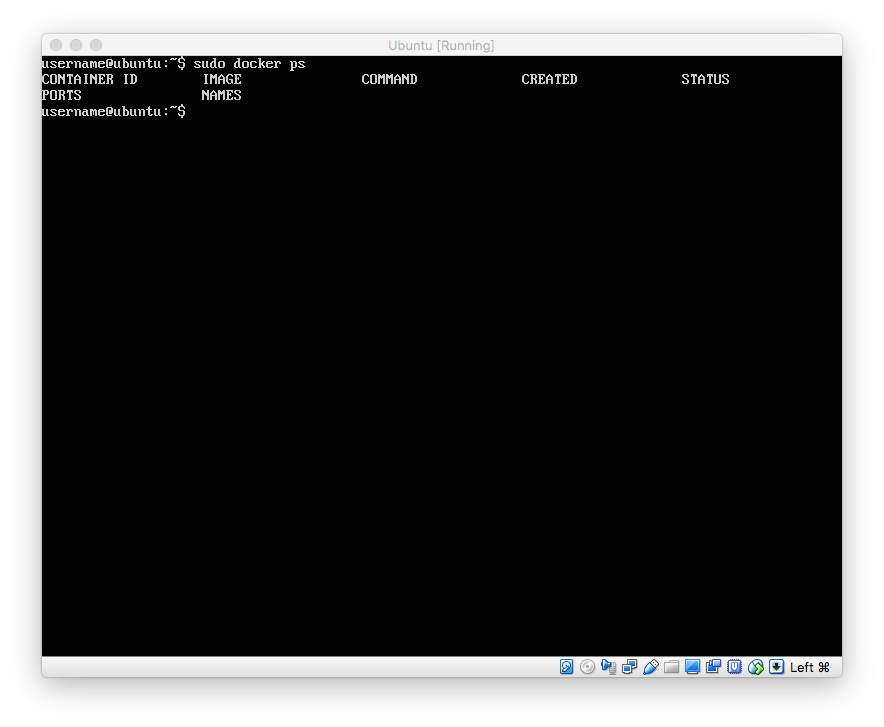 Ubuntu [Running]
username@ubuntu:~$ sudo docker ps
CONTAINER ID        IMAGE               COMMAND             CREATED             STATUS
PORTS               NAMES
username@ubuntu:~$
Left ⌘